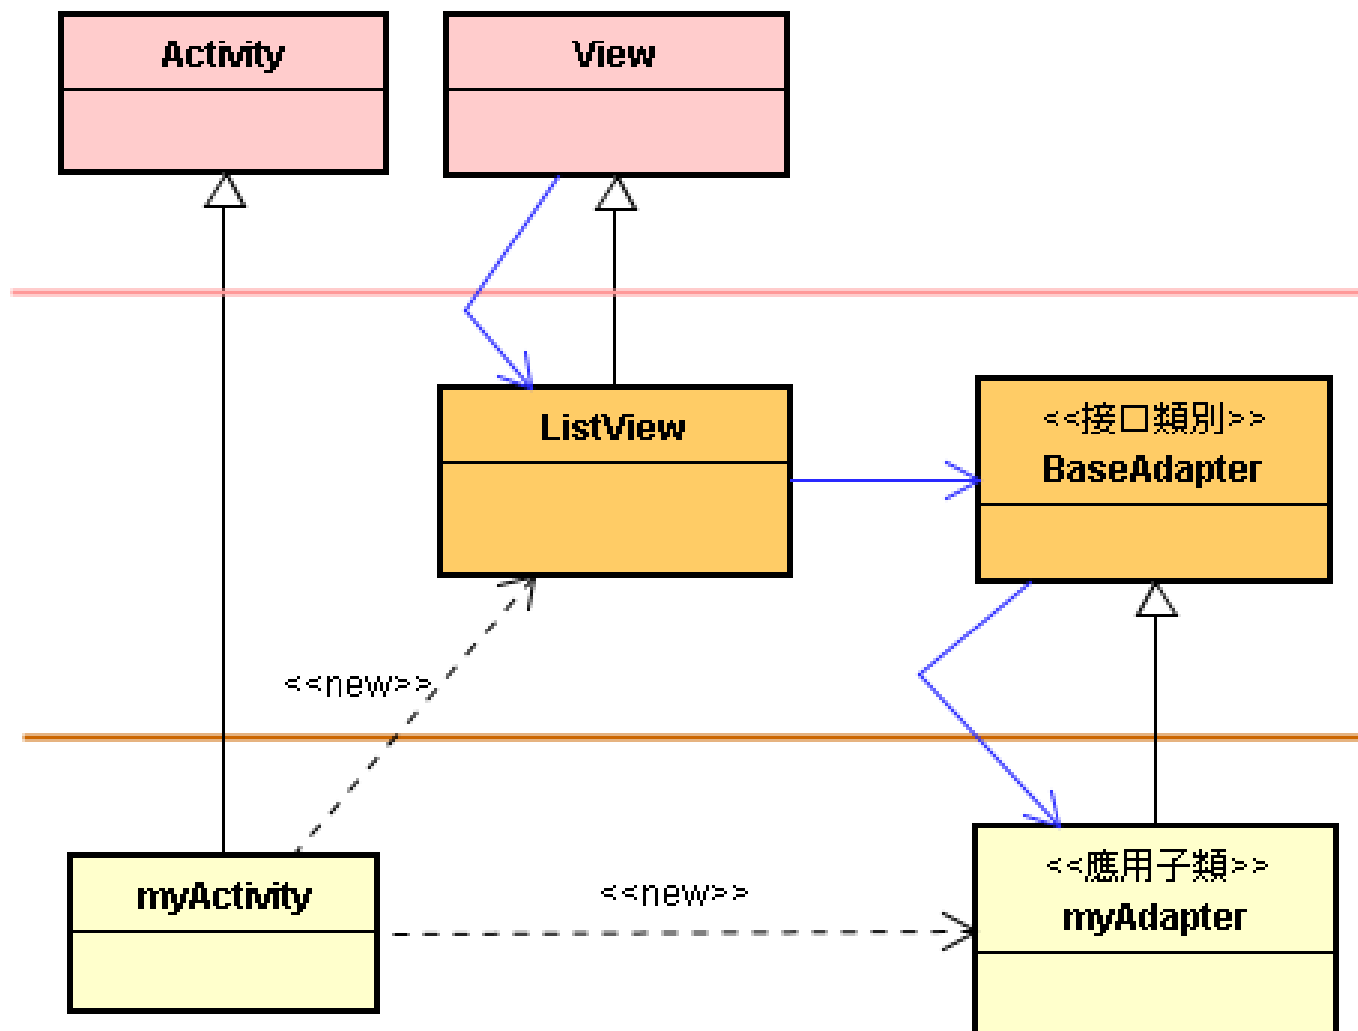 Activity
View
ListView
<<接口類別>>
BaseAdapter
<<new>>
myActivity
<<new>>
<<應用子類>>
myAdapter